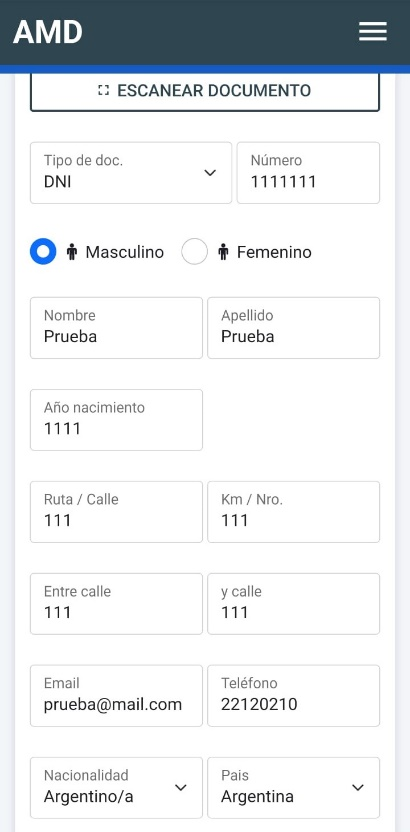 AMD
ESCANEAR DOCUMENTO
Tipo de doc.
DNI
Número
1111111
Masculino
Femenino
Nombre
Prueba
Apellido
Prueba
Año nacimiento
1111
Ruta / Calle
111
Km / Nro.
111
Entre calle
111
y calle
111
Email
prueba@mail.com
Teléfono
22120210
Nacionalidad
Argentino/a
Pais
Argentina